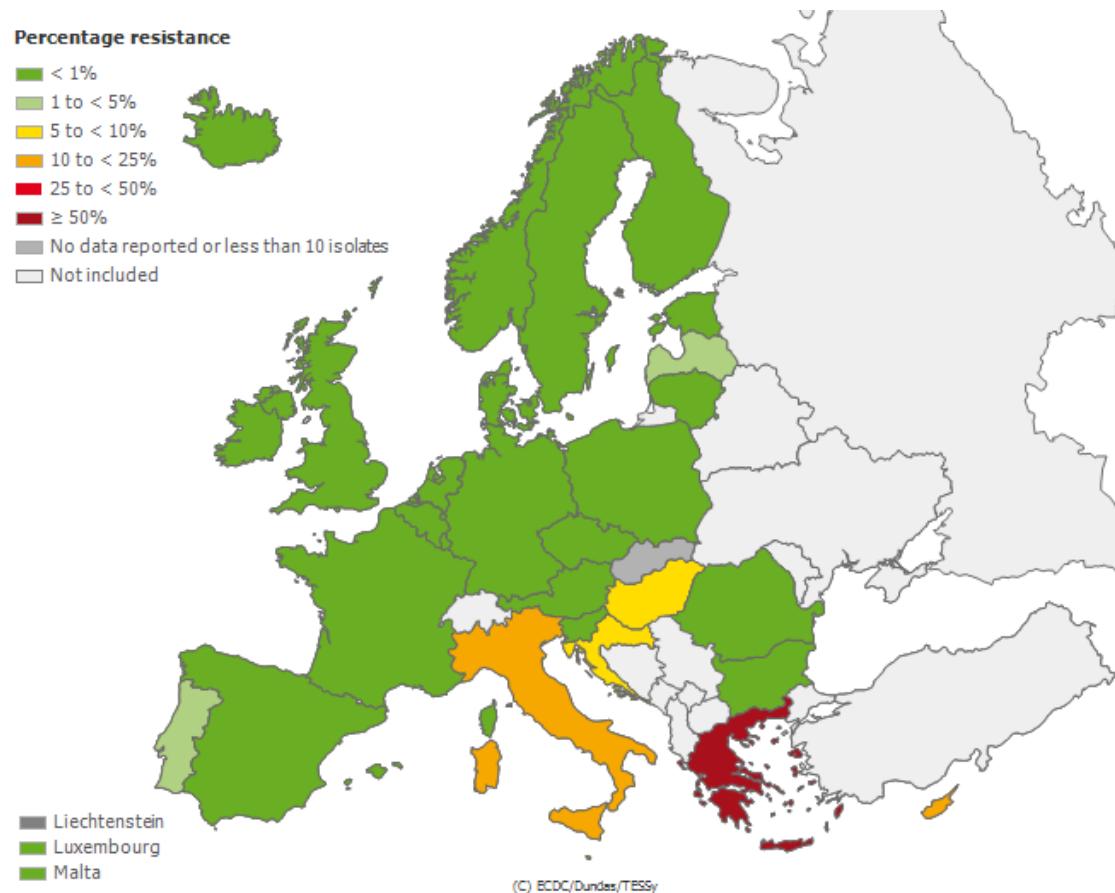 Percentage resistance
< 1%
1 to < 5%
5 to < 10%
10 to < 25%
25 to < 50%
≥ 50%
No data reported or less than 10 isolates
Not included
Liechtenstein
Luxembourg
Malta
(C) ECDC/Dundas/TESSy